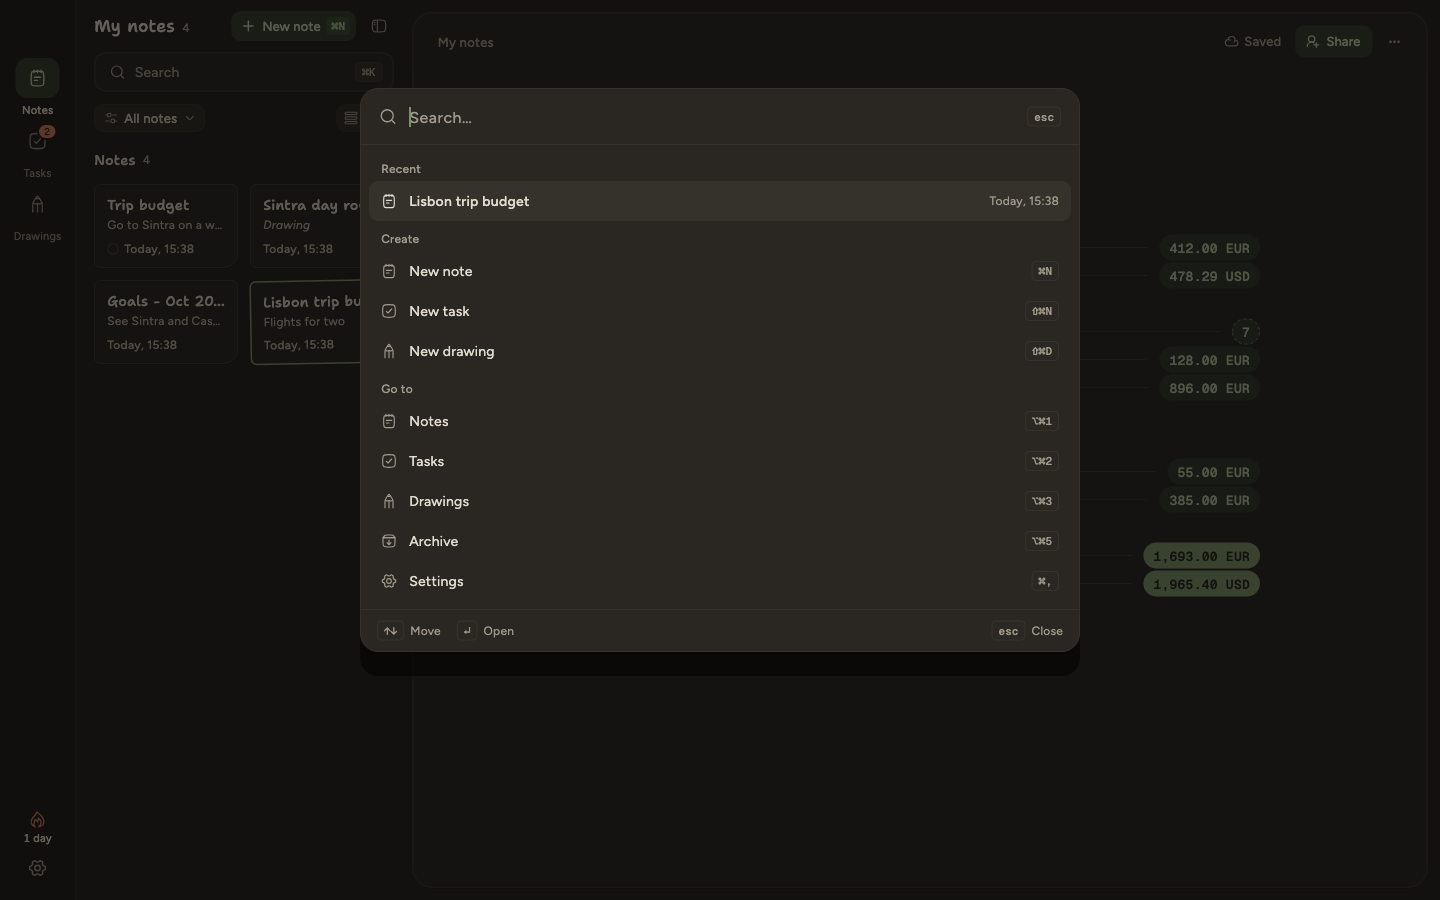 My notes 4
New note ⌘N
Search ⌘K
All notes
Notes
2
Tasks
Drawings
Notes 4
Trip budget
Go to Sintra on a w...
Today, 15:38
Sintra day ro
Drawing
Today, 15:38
Goals - Oct 20...
See Sintra and Cas...
Today, 15:38
Lisbon trip bu
Flights for two
Today, 15:38
1 day
My notes
Saved
Share
Search...
esc
Recent
Lisbon trip budget Today, 15:38
Create
New note ⌘N
New task ⇧⌘N
New drawing ⇧⌘D
Go to
Notes ⌥⌘1
Tasks ⌥⌘2
Drawings ⌥⌘3
Archive ⌥⌘5
Settings ⌘,
↑↓ Move ↵ Open esc Close
412.00 EUR
478.29 USD
7
128.00 EUR
896.00 EUR
55.00 EUR
385.00 EUR
1,693.00 EUR
1,965.40 USD